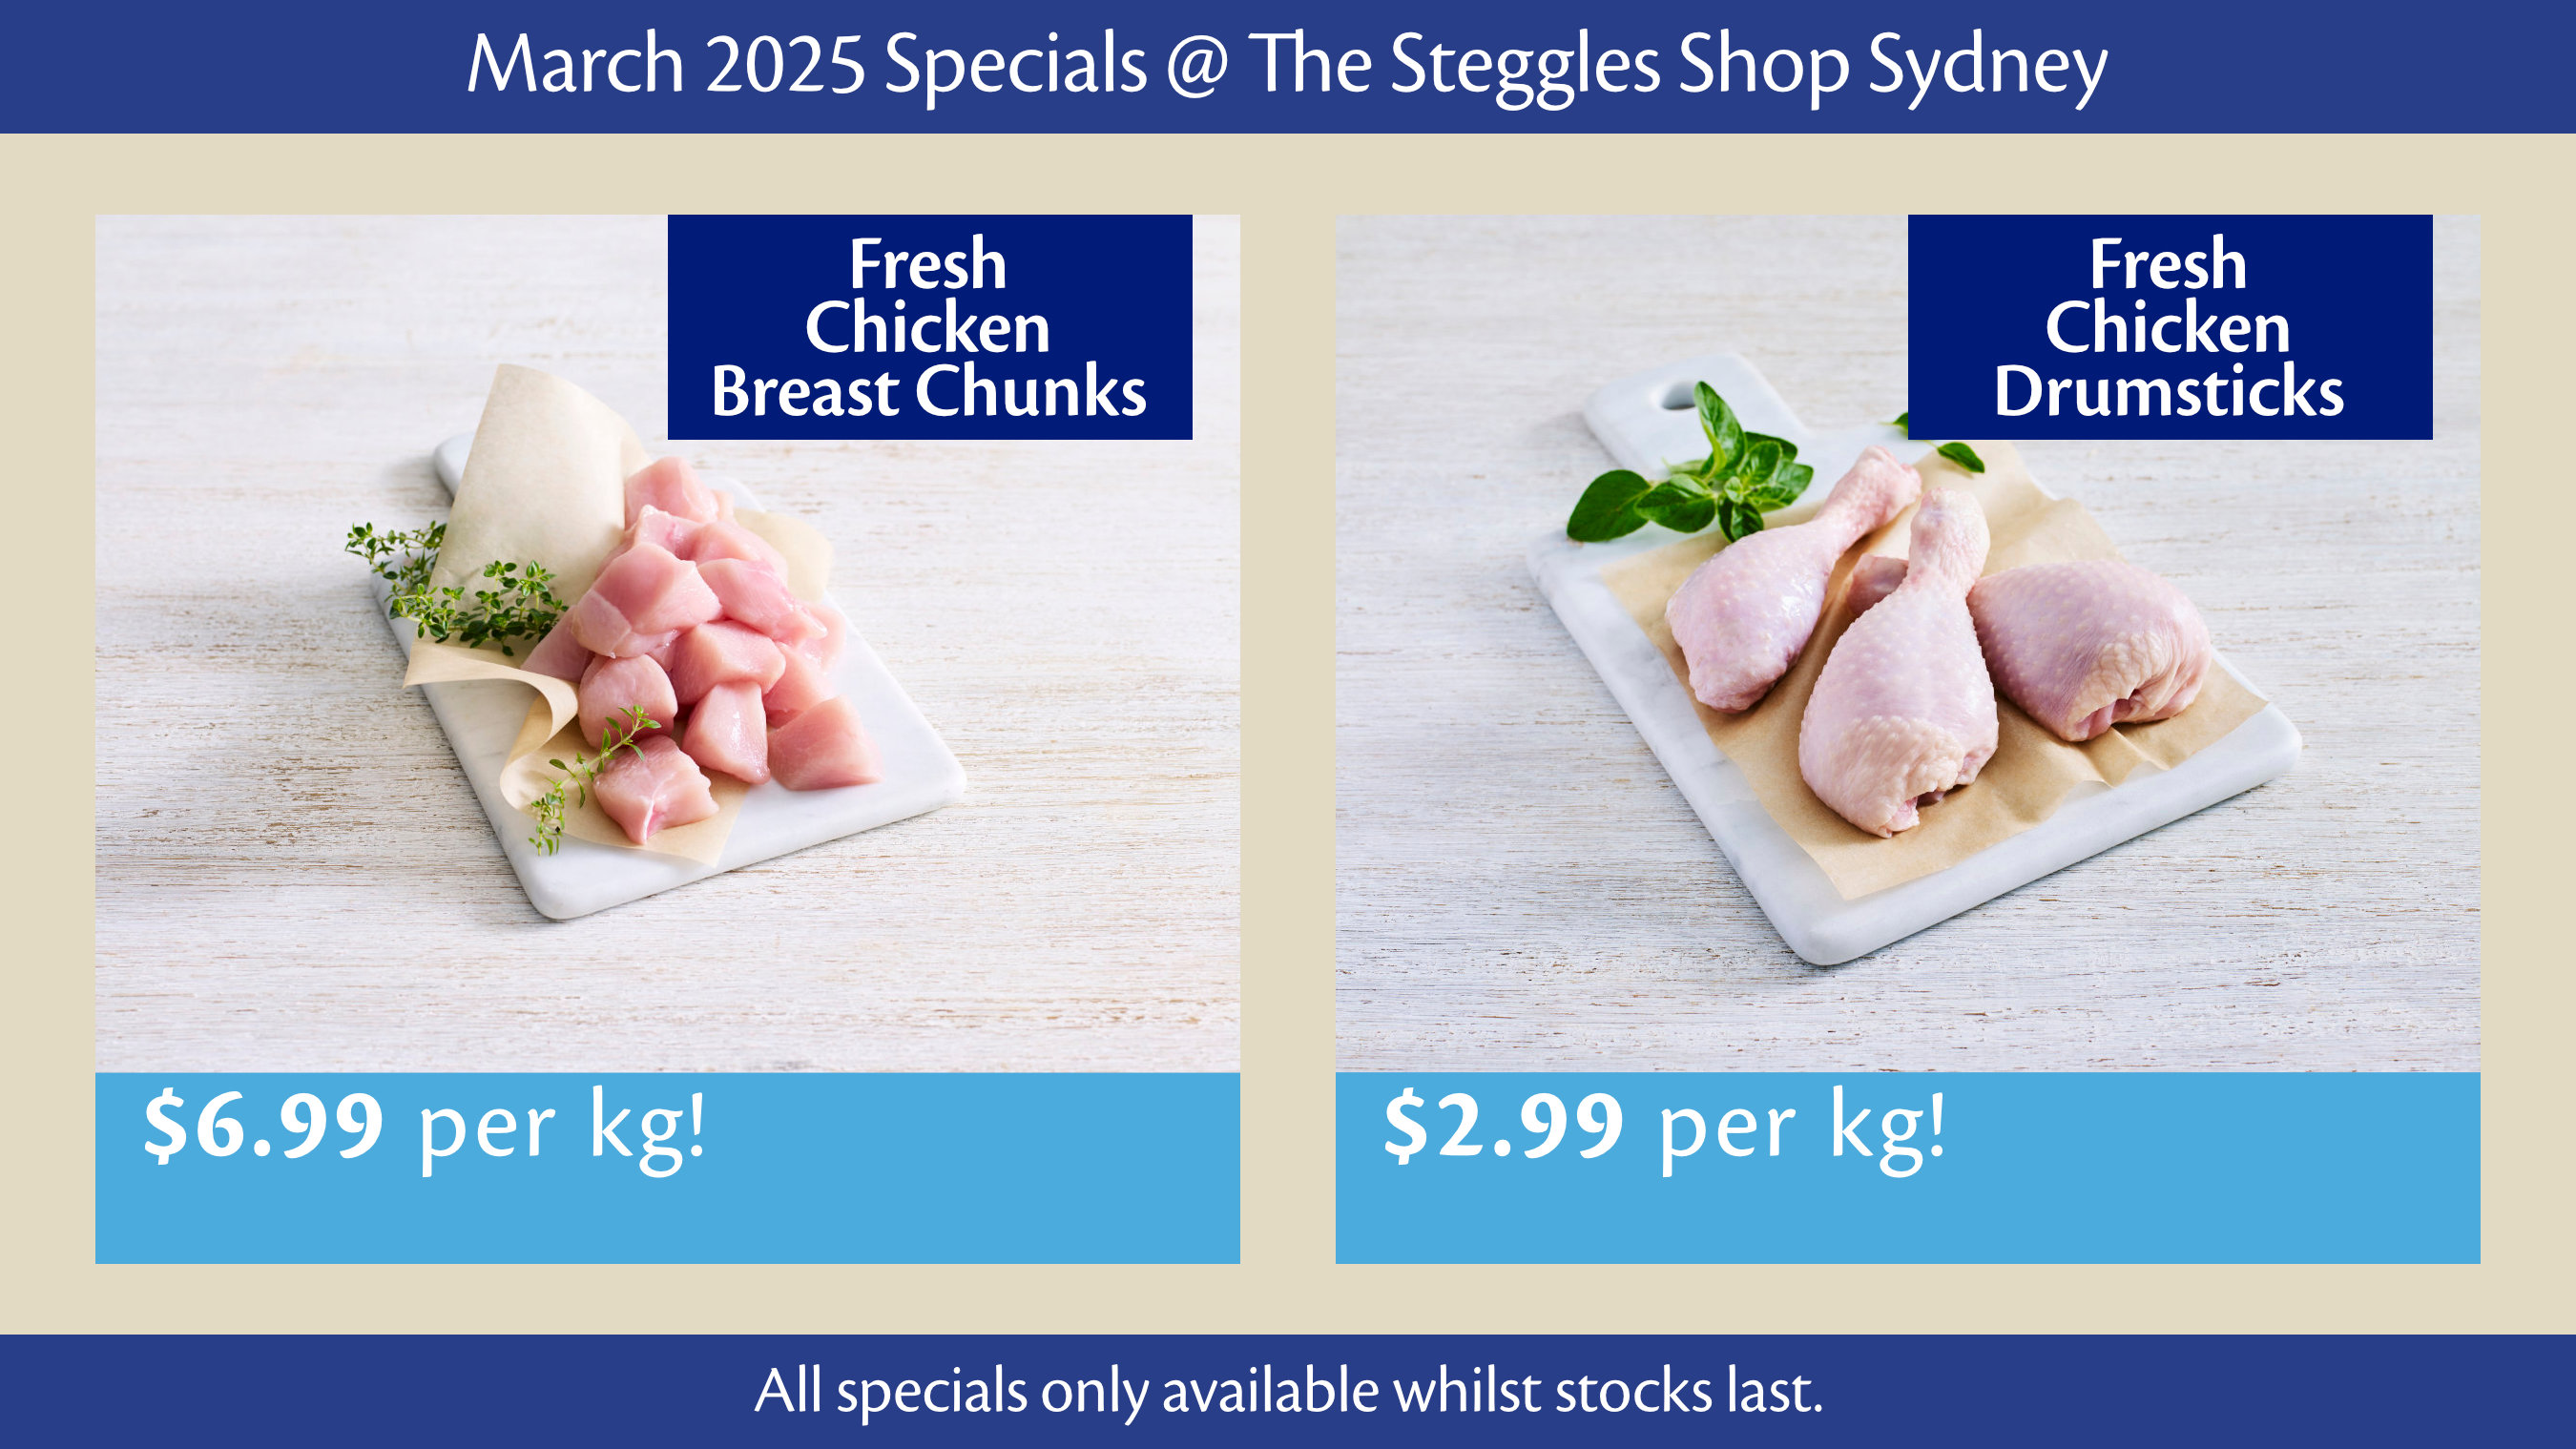 March 2025 Specials @ The Steggles Shop Sydney
Fresh
Chicken
Breast Chunks
$6.99 per kg!
Fresh
Chicken
Drumsticks
$2.99 per kg!
All specials only available whilst stocks last.